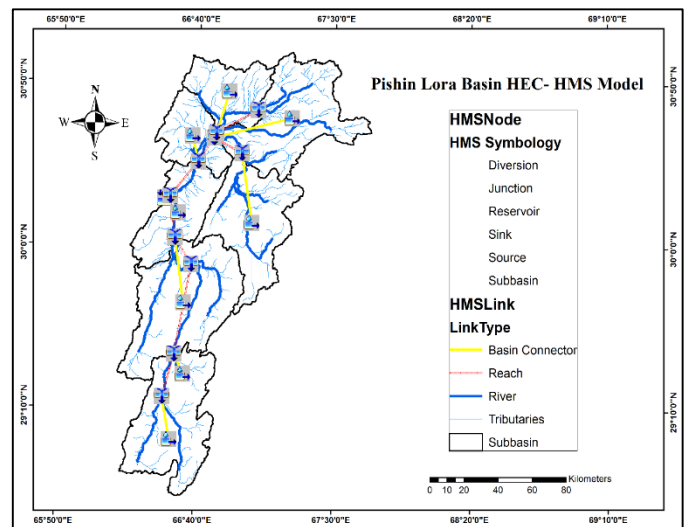 65°50'0"E 66°40'0"E 67°30'0"E 68°20'0"E 69°10'0"E
30°50'0"N 30°50'0"N
Pishin Lora Basin HEC- HMS Model
N
W E
S
HMSNode
HMS Symbology
Diversion
Junction
Reservoir
Sink
Source
Subbasin
30°0'0"N 30°0'0"N
HMSLink
LinkType
Basin Connector
Reach
River
Tributaries
Subbasin
29°10'0"N 29°10'0"N
Kilometers
0 5 10 20 40 60 80
65°50'0"E 66°40'0"E 67°30'0"E 68°20'0"E 69°10'0"E